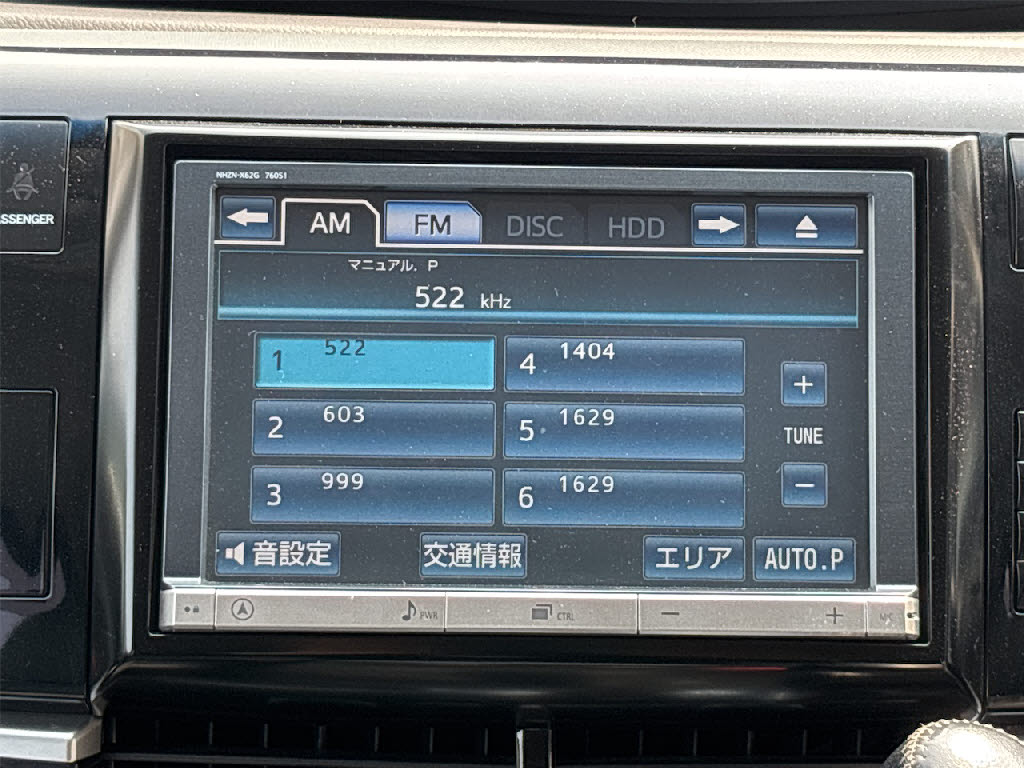 NHZN-X62G 76051
ASSENGER
AM FM DISC HDD
マニュアル. P
522 kHz
1 522
4 1404
2 603
5 1629
3 999
6 1629
+
TUNE
−
音設定 交通情報 エリア AUTO.P
PWR CTRL − +